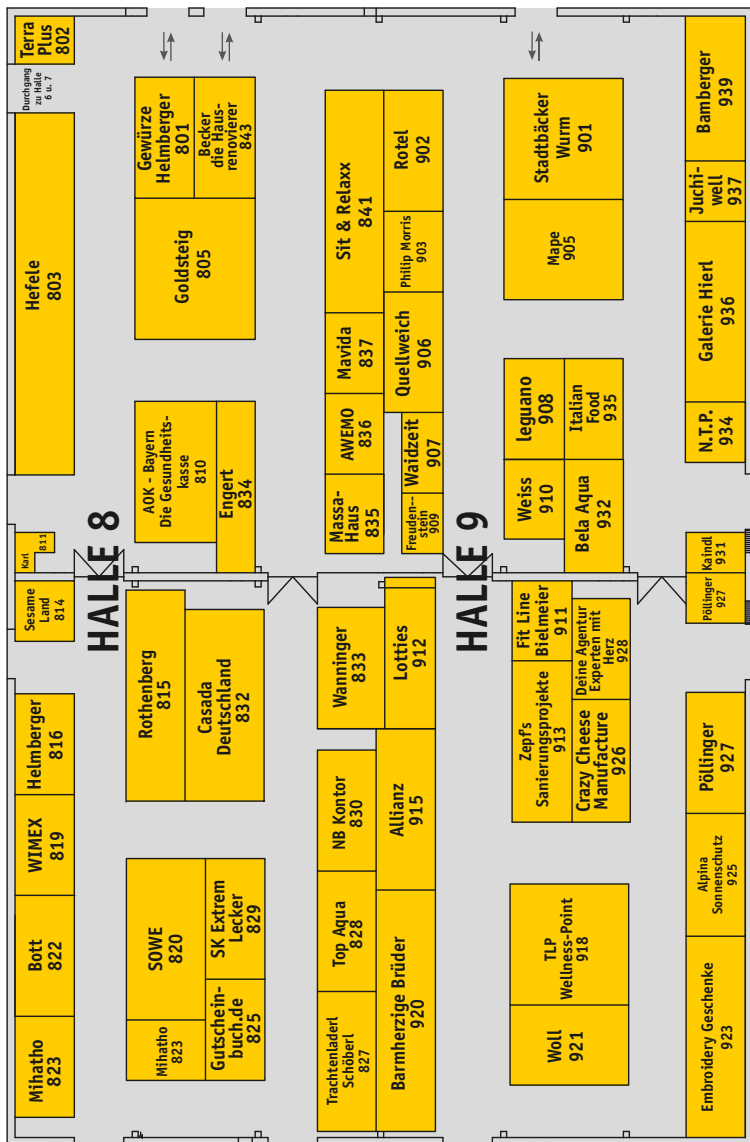 HALLE 8
Terra
Plus
802
Durchgang
zu Halle
6 u. 7
Hefele
803
Karl
811
Sesame
Land
814
Helmberger
816
WIMEX
819
Bott
822
Mihatho
823
Gewürze
Helmberger
801
Becker
die Haus-
renovierer
843
Goldsteig
805
AOK - Bayern
Die Gesundheits-
kasse
810
Engert
834
Rothenberg
815
Casada
Deutschland
832
SOWE
820
SK Extrem
Lecker
829
Mihatho
823
Gutschein-
buch.de
825
Sit & Relaxx
841
Mavida
837
AWEMO
836
Massa-
Haus
835
Wanninger
833
NB Kontor
830
Top Aqua
828
Trachtenladerl
Schöberl
827
HALLE 9
Rotel
902
Philip Morris
903
Quellweich
906
Waidzeit
907
Freuden-
stein
909
Lotties
912
Allianz
915
Barmherzige Brüder
920
Stadtbäcker
Wurm
901
Mape
905
leguano
908
Italian
Food
935
Weiss
910
Bela Aqua
932
Fit Line
Bielmeier
911
Deine Agentur
Experten mit
Herz
928
Zepf's
Sanierungsprojekte
913
Crazy Cheese
Manufacture
926
TLP
Wellness-Point
918
Woll
921
Bamberger
939
Juchi-
well
937
Galerie Hierl
936
N.T.P.
934
Kaindl
931
Pöllinger
927
Pöllinger
927
Alpina
Sonnenschutz
925
Embroidery Geschenke
923